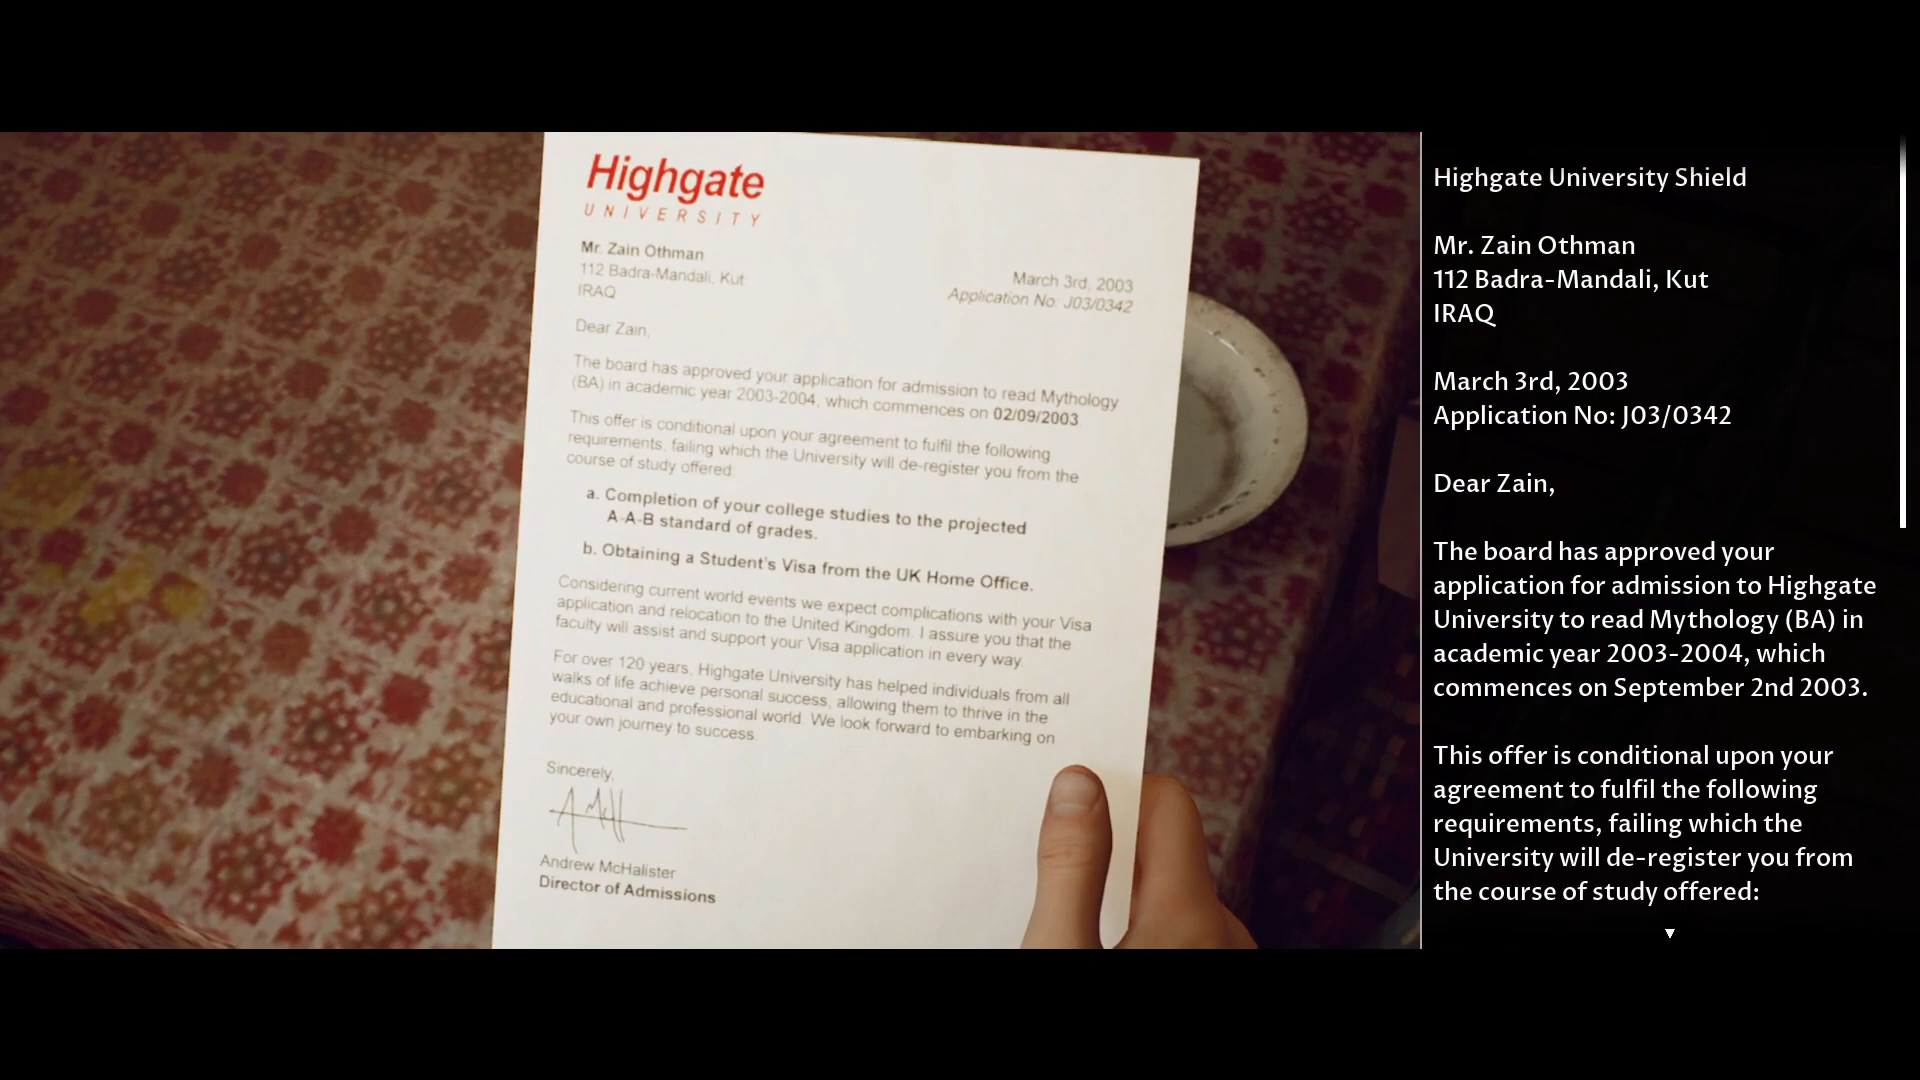 Highgate
UNIVERSITY
Mr. Zain Othman
112 Badra-Mandali, Kut
IRAQ
March 3rd, 2003
Application No: J03/0342
Dear Zain,
The board has approved your application for admission to read Mythology
(BA) in academic year 2003-2004, which commences on 02/09/2003
This offer is conditional upon your agreement to fulfil the following
requirements, failing which the University will de-register you from the
course of study offered:
a. Completion of your college studies to the projected
A-A-B standard of grades.
b. Obtaining a Student's Visa from the UK Home Office.
Considering current world events we expect complications with your Visa
application and relocation to the United Kingdom. I assure you that the
faculty will assist and support your Visa application in every way.
For over 120 years, Highgate University has helped individuals from all
walks of life achieve personal success, allowing them to thrive in the
educational and professional world. We look forward to embarking on
your own journey to success.
Sincerely,
Andrew McHalister
Director of Admissions
Highgate University Shield
Mr. Zain Othman
112 Badra-Mandali, Kut
IRAQ
March 3rd, 2003
Application No: J03/0342
Dear Zain,
The board has approved your
application for admission to Highgate
University to read Mythology (BA) in
academic year 2003-2004, which
commences on September 2nd 2003.
This offer is conditional upon your
agreement to fulfil the following
requirements, failing which the
University will de-register you from
the course of study offered: